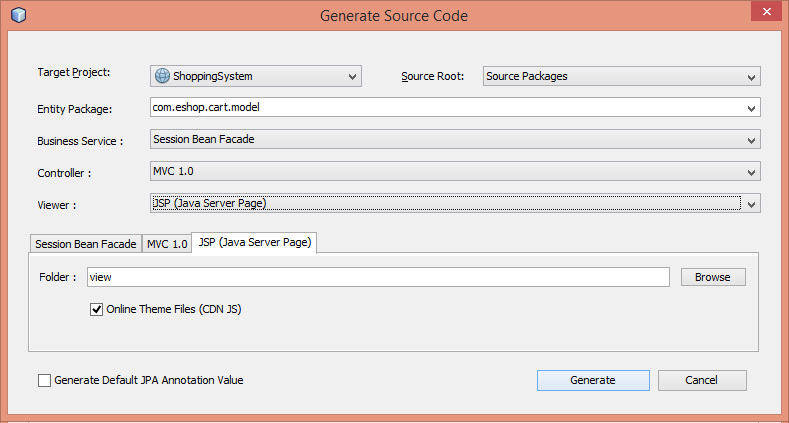 Generate Source Code
Target Project: ShoppingSystem Source Root: Source Packages
Entity Package: com.eshop.cart.model
Business Service : Session Bean Facade
Controller : MVC 1.0
Viewer : JSP (Java Server Page)
Session Bean Facade MVC 1.0 JSP (Java Server Page)
Folder : view Browse
Online Theme Files (CDN JS)
Generate Default JPA Annotation Value Generate Cancel